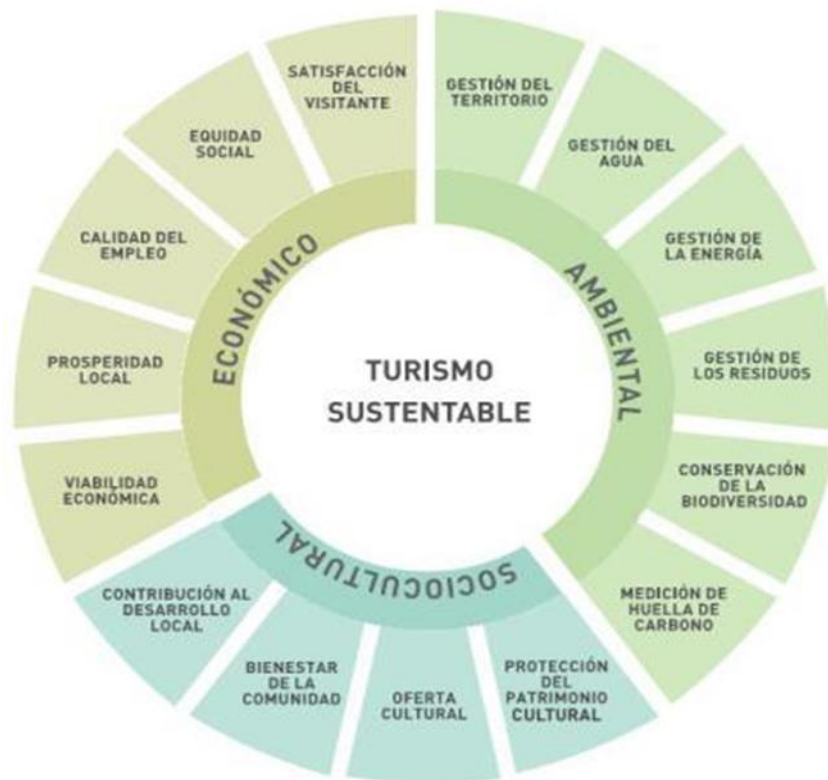 TURISMO
SUSTENTABLE
AMBIENTAL
GESTIÓN DEL
TERRITORIO
GESTIÓN DEL
AGUA
GESTIÓN DE
LA ENERGÍA
GESTIÓN DE
LOS RESIDUOS
CONSERVACIÓN
DE LA
BIODIVERSIDAD
MEDICIÓN DE
HUELLA DE
CARBONO
SOCIOCULTURAL
PROTECCIÓN
DEL
PATRIMONIO
CULTURAL
OFERTA
CULTURAL
BIENESTAR
DE LA
COMUNIDAD
CONTRIBUCIÓN AL
DESARROLLO
LOCAL
ECONÓMICO
VIABILIDAD
ECONÓMICA
PROSPERIDAD
LOCAL
CALIDAD DEL
EMPLEO
EQUIDAD
SOCIAL
SATISFACCIÓN
DEL
VISITANTE